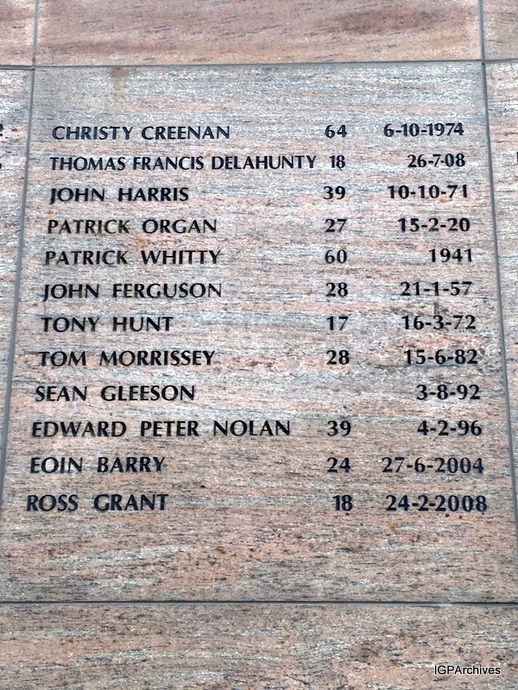 CHRISTY CREENAN 64 6-10-1974
THOMAS FRANCIS DELAHUNTY 18 26-7-08
JOHN HARRIS 39 10-10-71
PATRICK ORGAN 27 15-2-20
PATRICK WHITTY 60 1941
JOHN FERGUSON 28 21-1-57
TONY HUNT 17 16-3-72
TOM MORRISSEY 28 15-6-82
SEAN GLEESON 3-8-92
EDWARD PETER NOLAN 39 4-2-96
EOIN BARRY 24 27-6-2004
ROSS GRANT 18 24-2-2008
IGPArchives